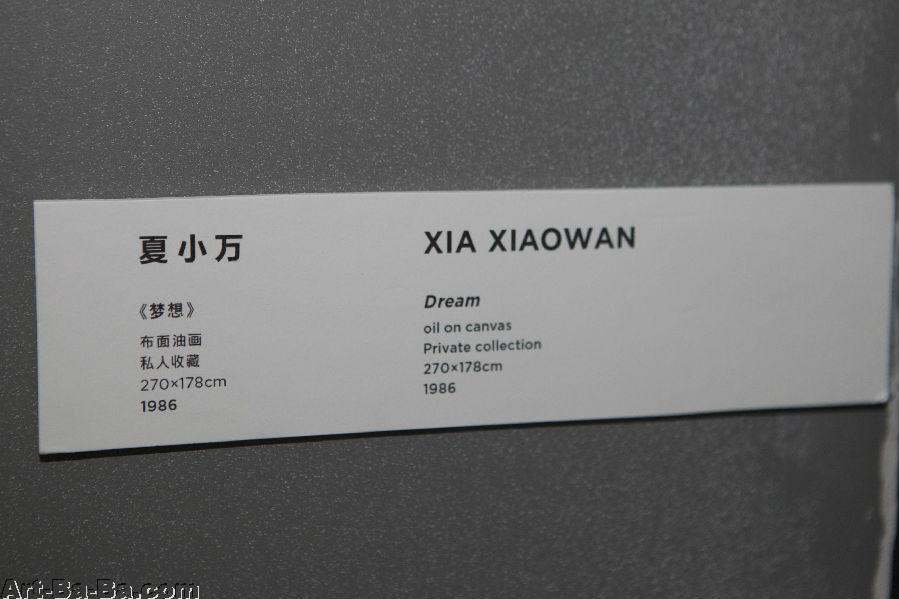 夏小万
《梦想》
布面油画
私人收藏
270×178cm
1986
XIA XIAOWAN
Dream
oil on canvas
Private collection
270×178cm
1986
Art-Ba-Ba.com